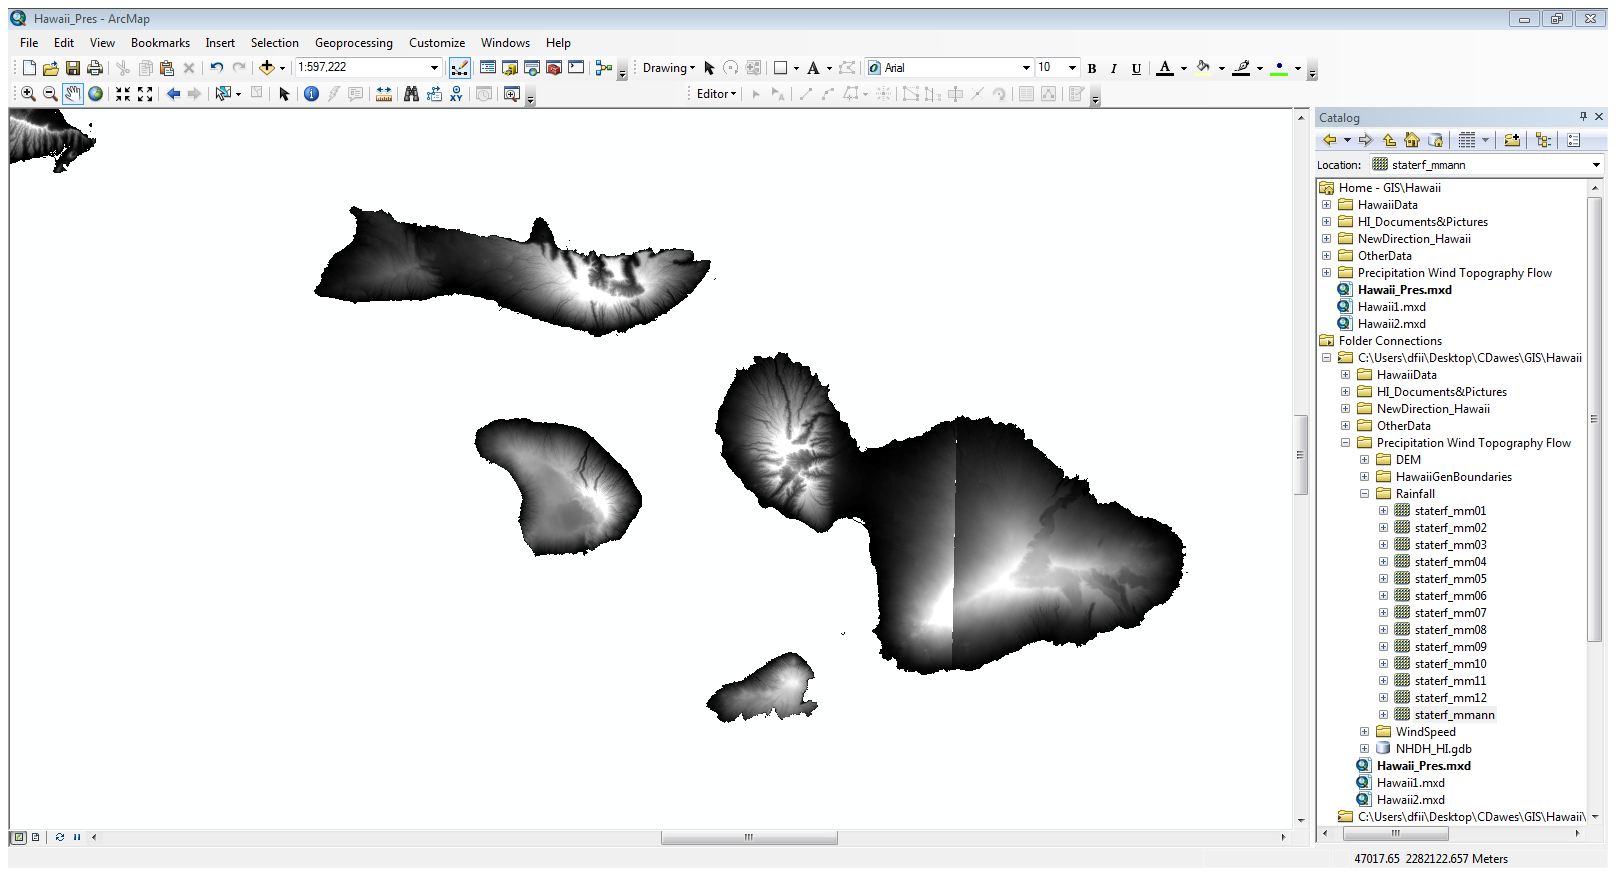 Hawaii_Pres - ArcMap
File Edit View Bookmarks Insert Selection Geoprocessing Customize Windows Help
1:597,222 Drawing A Arial 10 B I U A
Editor
Catalog
Location: staterf_mmann
Home - GIS\Hawaii
HawaiiData
HI_Documents&Pictures
NewDirection_Hawaii
OtherData
Precipitation Wind Topography Flow
Hawaii_Pres.mxd
Hawaii1.mxd
Hawaii2.mxd
Folder Connections
C:\Users\dfii\Desktop\CDawes\GIS\Hawaii
HawaiiData
HI_Documents&Pictures
NewDirection_Hawaii
OtherData
Precipitation Wind Topography Flow
DEM
HawaiiGenBoundaries
Rainfall
staterf_mm01
staterf_mm02
staterf_mm03
staterf_mm04
staterf_mm05
staterf_mm06
staterf_mm07
staterf_mm08
staterf_mm09
staterf_mm10
staterf_mm11
staterf_mm12
staterf_mmann
WindSpeed
NHDH_HI.gdb
Hawaii_Pres.mxd
Hawaii1.mxd
Hawaii2.mxd
C:\Users\dfii\Desktop\CDawes\GIS\Hawaii\
47017.65 2282122.657 Meters